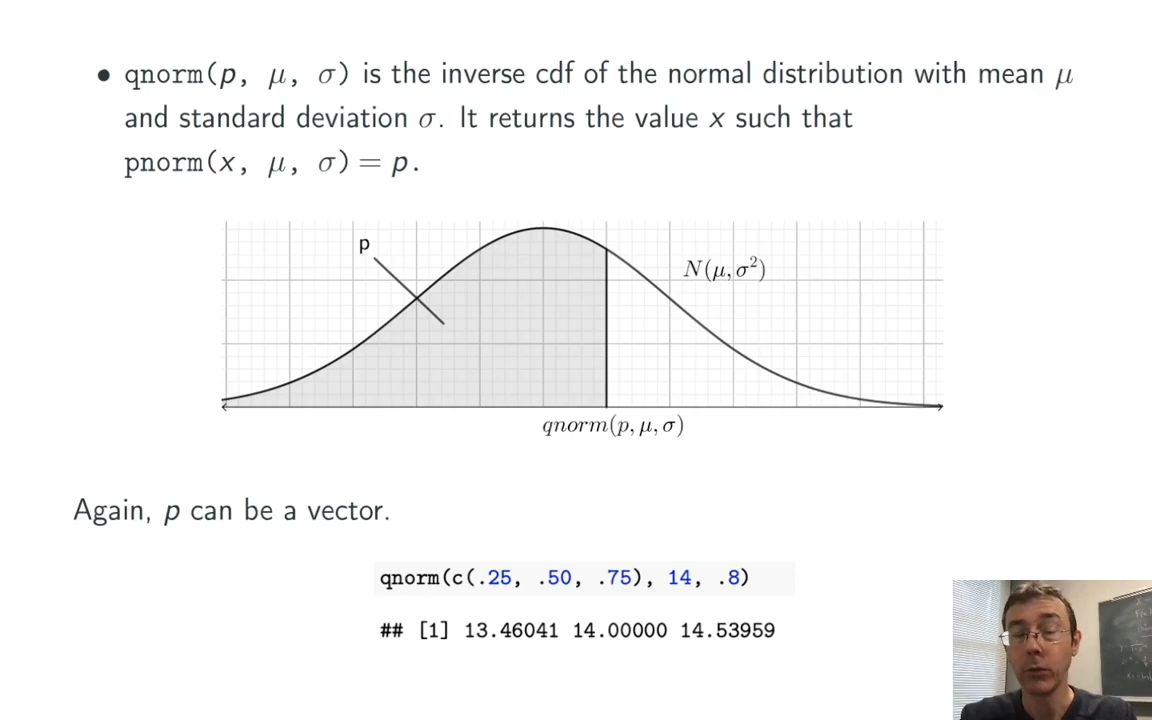 • qnorm(p, μ, σ) is the inverse cdf of the normal distribution with mean μ
and standard deviation σ. It returns the value x such that
pnorm(x, μ, σ) = p.
p
N(μ, σ²)
qnorm(p, μ, σ)
Again, p can be a vector.
qnorm(c(.25, .50, .75), 14, .8)
## [1] 13.46041 14.00000 14.53959